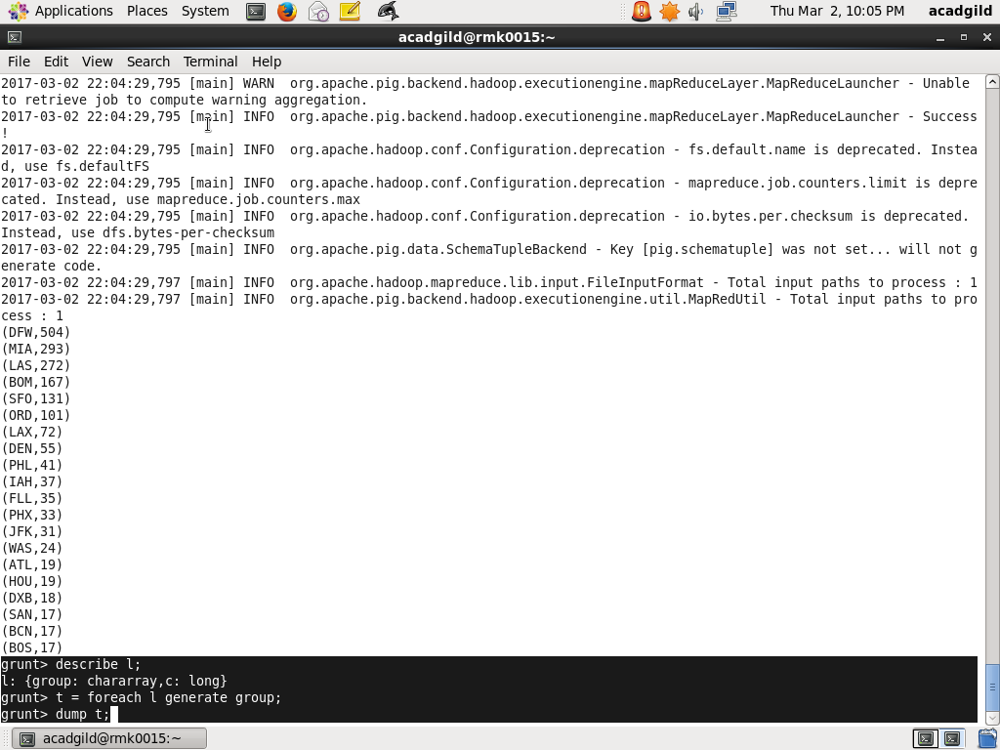 Applications Places System Thu Mar 2, 10:05 PM acadgild
acadgild@rmk0015:~
File Edit View Search Terminal Help
2017-03-02 22:04:29,795 [main] WARN  org.apache.pig.backend.hadoop.executionengine.mapReduceLayer.MapReduceLauncher - Unable
to retrieve job to compute warning aggregation.
2017-03-02 22:04:29,795 [main] INFO  org.apache.pig.backend.hadoop.executionengine.mapReduceLayer.MapReduceLauncher - Success
!
2017-03-02 22:04:29,795 [main] INFO  org.apache.hadoop.conf.Configuration.deprecation - fs.default.name is deprecated. Instea
d, use fs.defaultFS
2017-03-02 22:04:29,795 [main] INFO  org.apache.hadoop.conf.Configuration.deprecation - mapreduce.job.counters.limit is depre
cated. Instead, use mapreduce.job.counters.max
2017-03-02 22:04:29,795 [main] INFO  org.apache.hadoop.conf.Configuration.deprecation - io.bytes.per.checksum is deprecated.
Instead, use dfs.bytes-per-checksum
2017-03-02 22:04:29,795 [main] INFO  org.apache.pig.data.SchemaTupleBackend - Key [pig.schematuple] was not set... will not g
enerate code.
2017-03-02 22:04:29,797 [main] INFO  org.apache.hadoop.mapreduce.lib.input.FileInputFormat - Total input paths to process : 1
2017-03-02 22:04:29,797 [main] INFO  org.apache.pig.backend.hadoop.executionengine.util.MapRedUtil - Total input paths to pro
cess : 1
(DFW,504)
(MIA,293)
(LAS,272)
(BOM,167)
(SFO,131)
(ORD,101)
(LAX,72)
(DEN,55)
(PHL,41)
(IAH,37)
(FLL,35)
(PHX,33)
(JFK,31)
(WAS,24)
(ATL,19)
(HOU,19)
(DXB,18)
(SAN,17)
(BCN,17)
(BOS,17)
grunt> describe l;
l: {group: chararray,c: long}
grunt> t = foreach l generate group;
grunt> dump t;
acadgild@rmk0015:~